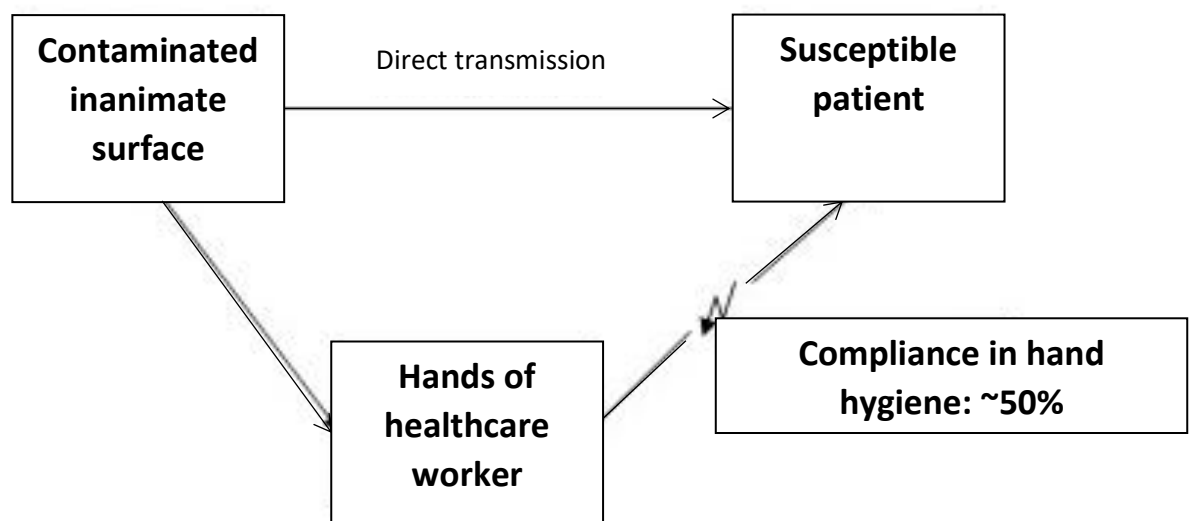 Contaminated
inanimate
surface
Direct transmission
Susceptible
patient
Hands of
healthcare
worker
Compliance in hand
hygiene: ~50%